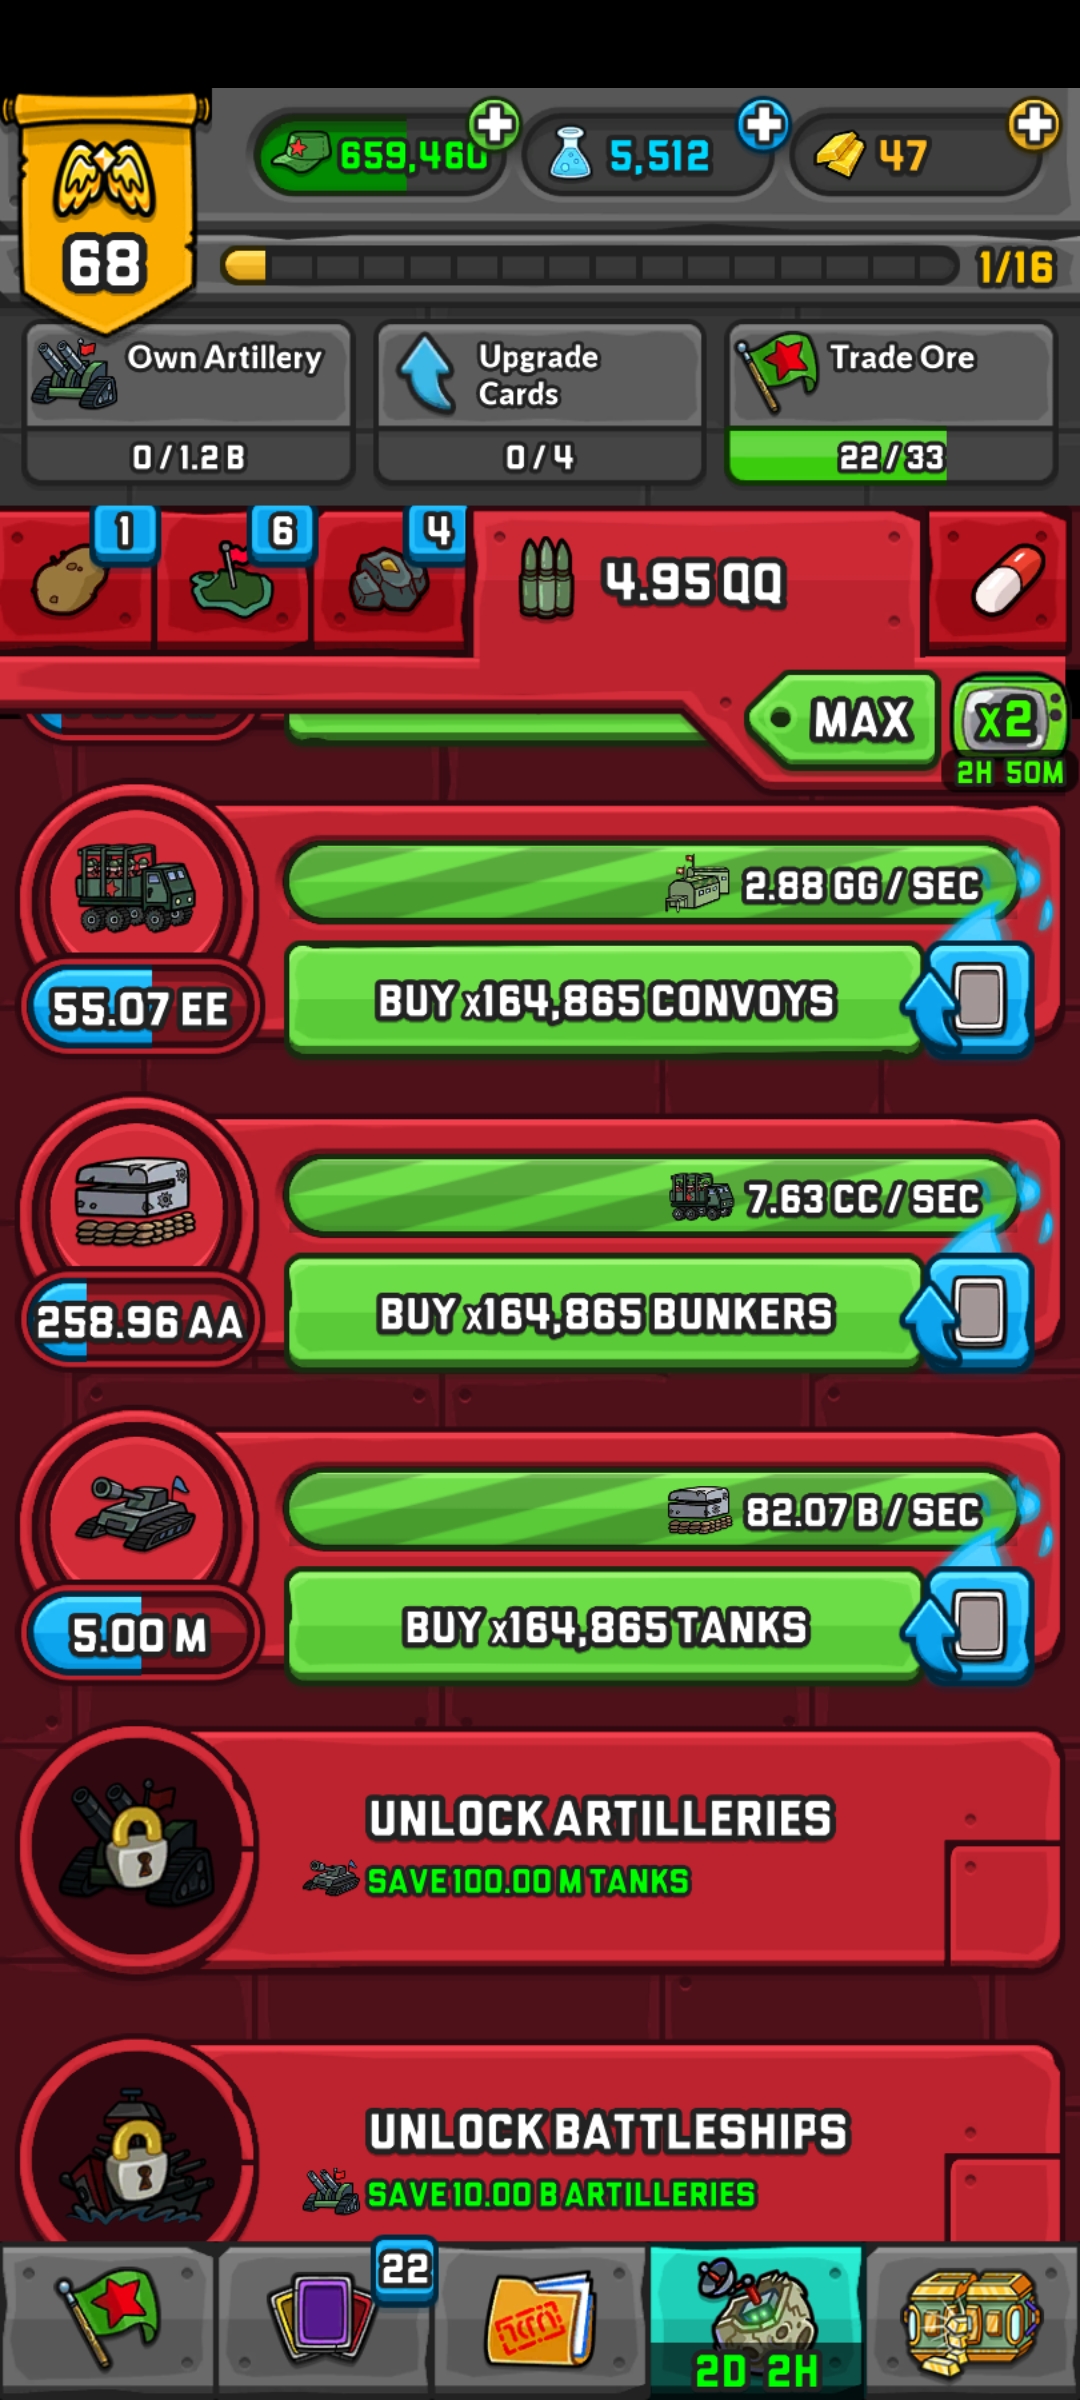 659,460
5,512
47
68
1/16
Own Artillery
0/1.2 B
Upgrade
Cards
0/4
Trade Ore
22/33
1
6
4
4.95 QQ
MAX
x2
2H 50M
2.88 GG/SEC
55.07 EE
BUY x164,865 CONVOYS
7.63 CC/SEC
258.96 AA
BUY x164,865 BUNKERS
82.07 B/SEC
5.00 M
BUY x164,865 TANKS
UNLOCK ARTILLERIES
SAVE 100.00 M TANKS
UNLOCK BATTLESHIPS
SAVE 10.00 B ARTILLERIES
22
2D 2H